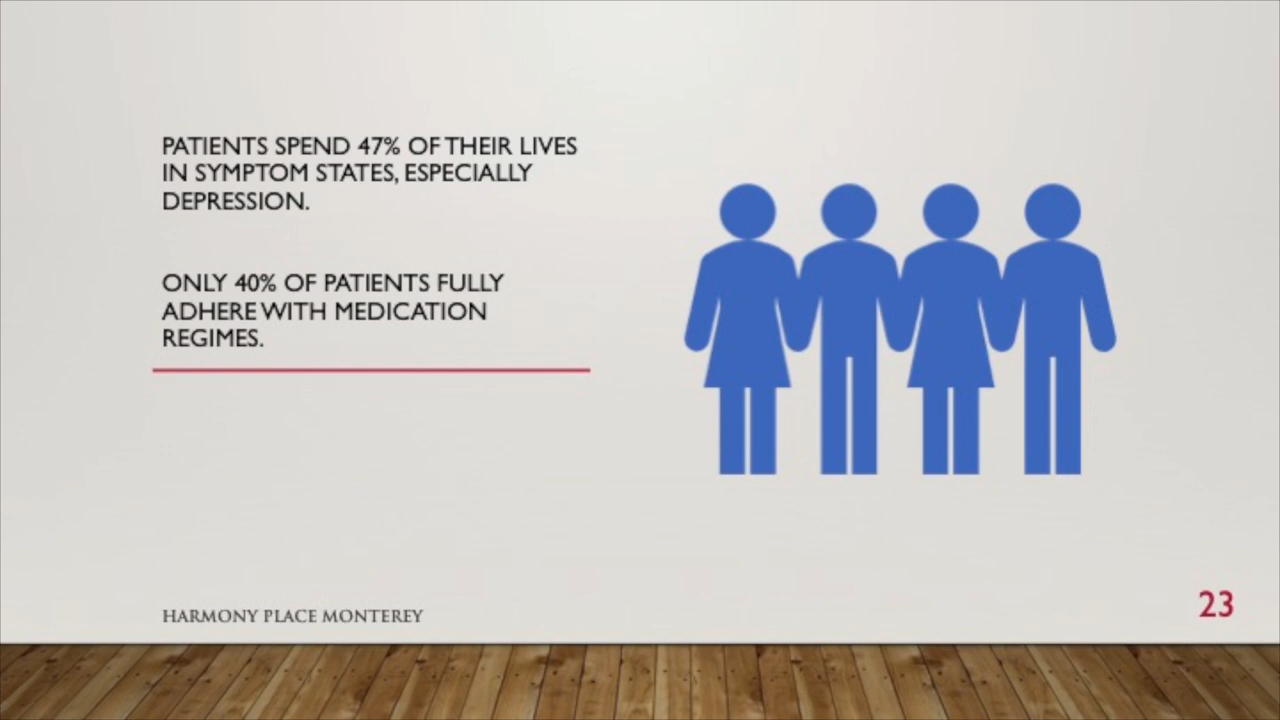 PATIENTS SPEND 47% OF THEIR LIVES
IN SYMPTOM STATES, ESPECIALLY
DEPRESSION.
ONLY 40% OF PATIENTS FULLY
ADHERE WITH MEDICATION
REGIMES.
HARMONY PLACE MONTEREY
23